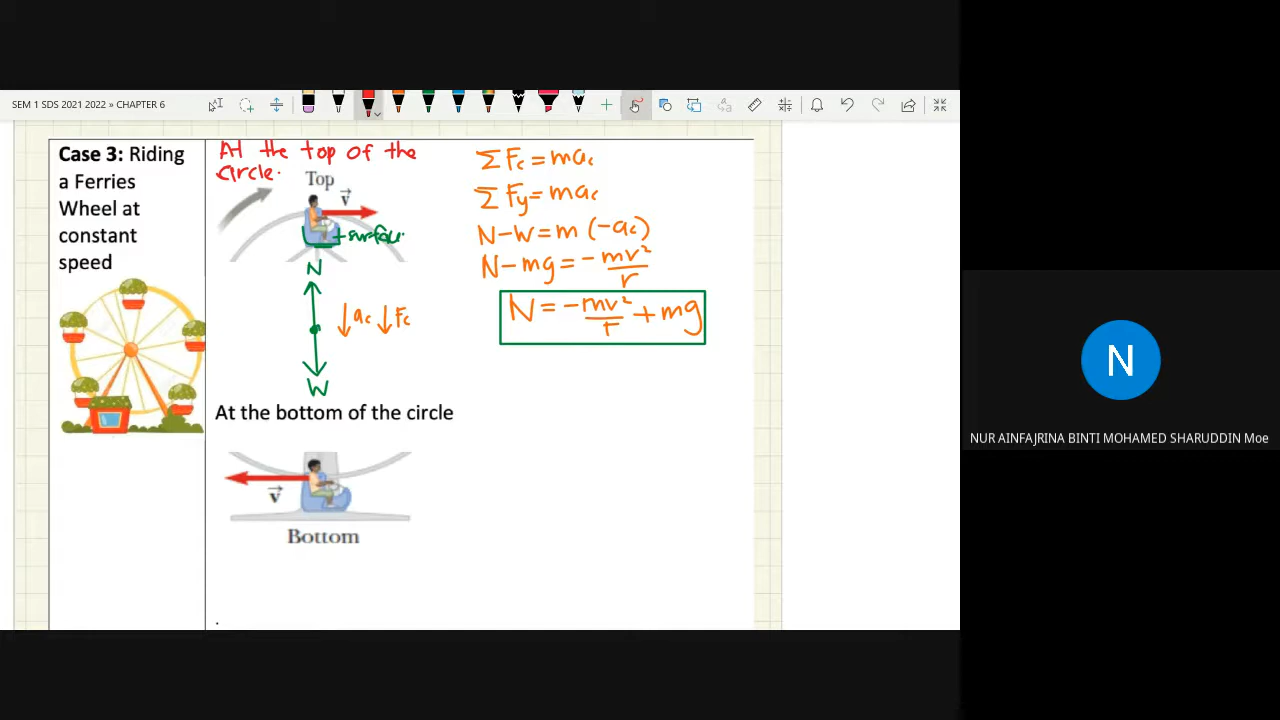 SEM 1 SDS 2021 2022 » CHAPTER 6
Case 3: Riding
a Ferries
Wheel at
constant
speed
At the top of the
circle.
Top
v
surface.
N
ac Fc
W
ΣFc = mac
ΣFy = mac
N-W = m (-ac)
N-mg = -mv²/r
N = -mv²/r + mg
At the bottom of the circle
v
Bottom
.
N
NUR AINFAJRINA BINTI MOHAMED SHARUDDIN Moe